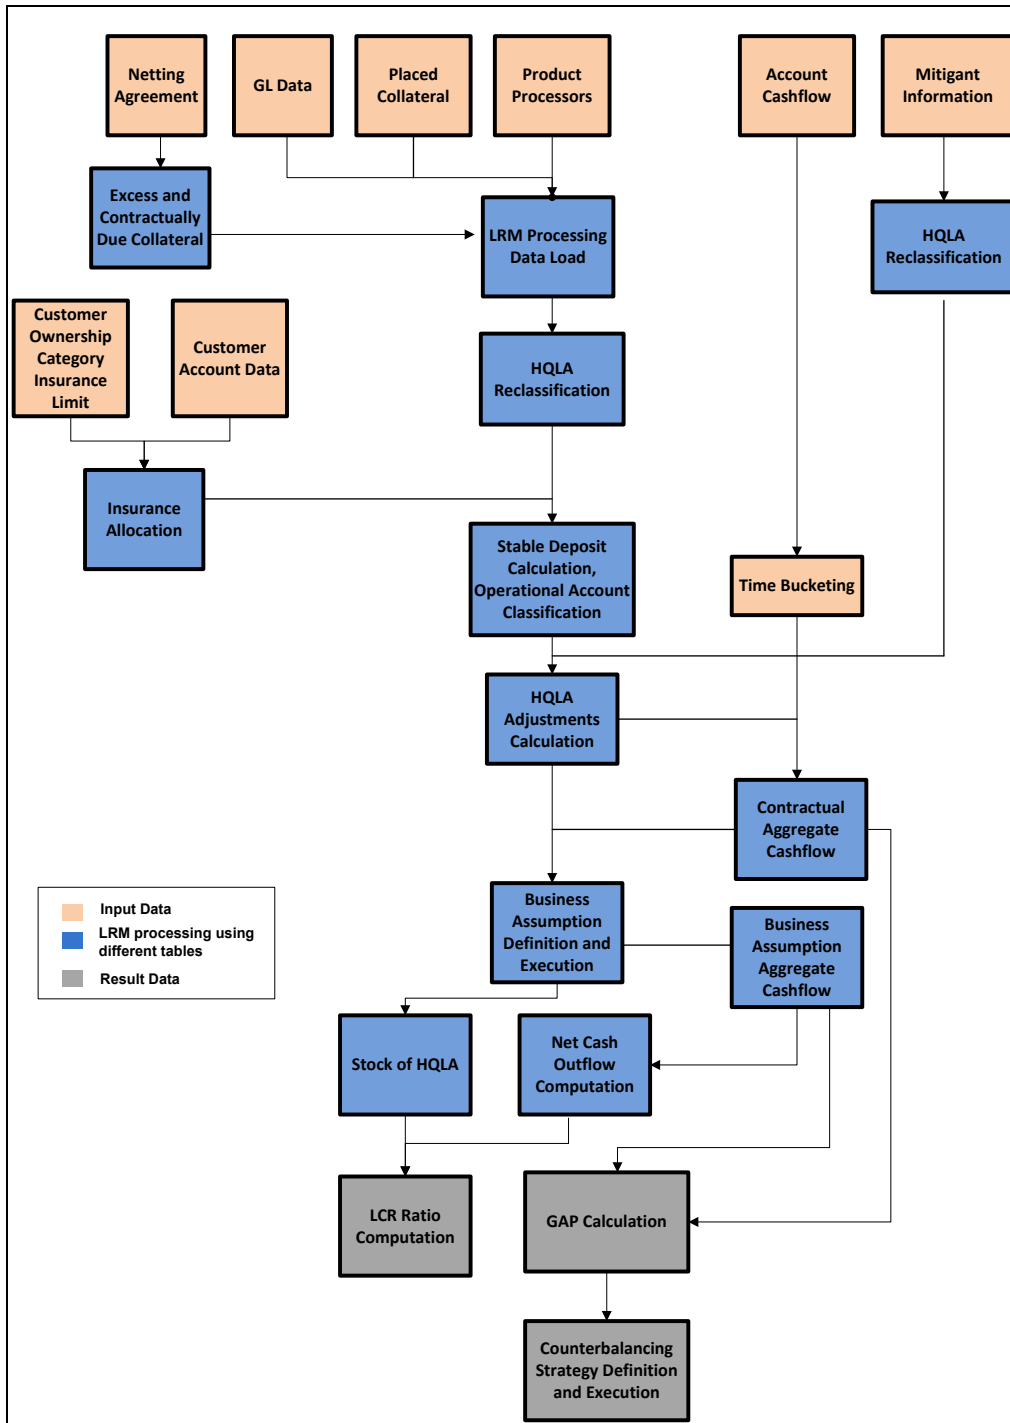 Netting
Agreement
GL Data
Placed
Collateral
Product
Processors
Account
Cashflow
Mitigant
Information
Excess and
Contractually
Due Collateral
LRM Processing
Data Load
HQLA
Reclassification
Customer
Ownership
Category
Insurance
Limit
Customer
Account Data
HQLA
Reclassification
Insurance
Allocation
Stable Deposit
Calculation,
Operational Account
Classification
Time Bucketing
HQLA
Adjustments
Calculation
Contractual
Aggregate
Cashflow
Input Data
LRM processing using
different tables
Result Data
Business
Assumption
Definition and
Execution
Business
Assumption
Aggregate
Cashflow
Stock of HQLA
Net Cash
Outflow
Computation
LCR Ratio
Computation
GAP Calculation
Counterbalancing
Strategy Definition
and Execution